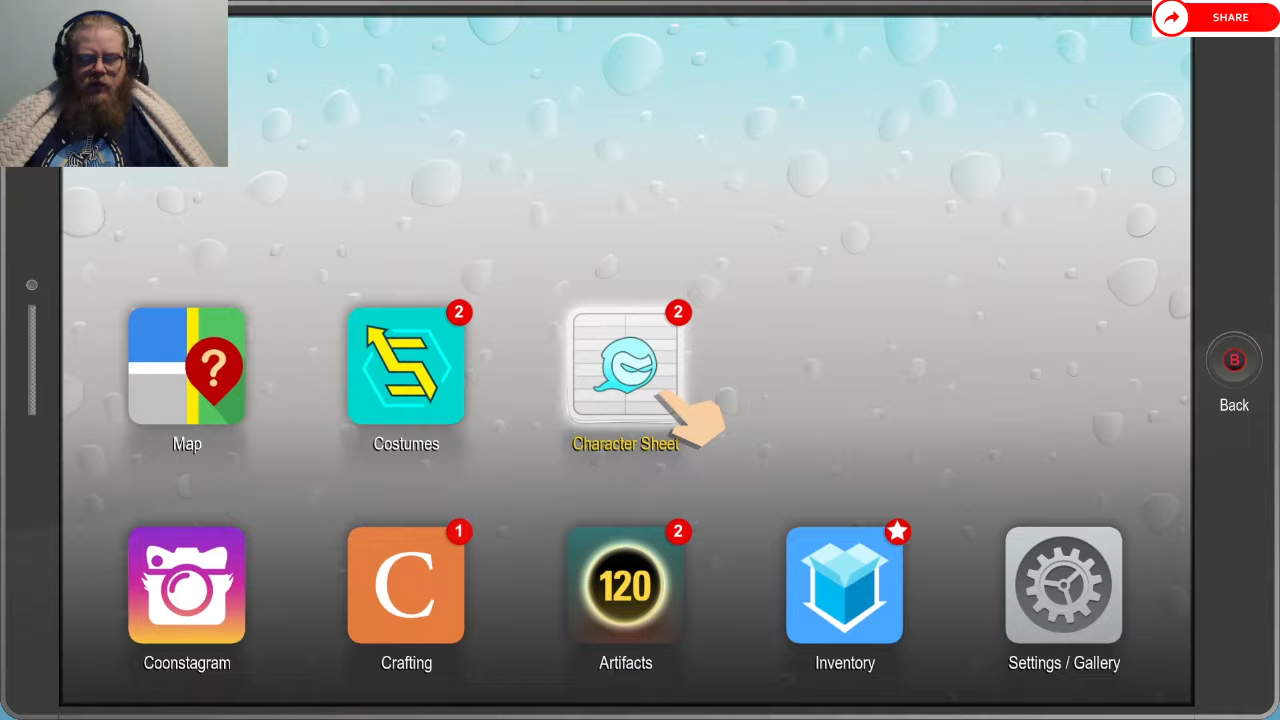 SHARE
2
2
?
Map
Costumes
Character Sheet
B
Back
1
2
C
120
Coonstagram
Crafting
Artifacts
Inventory
Settings / Gallery